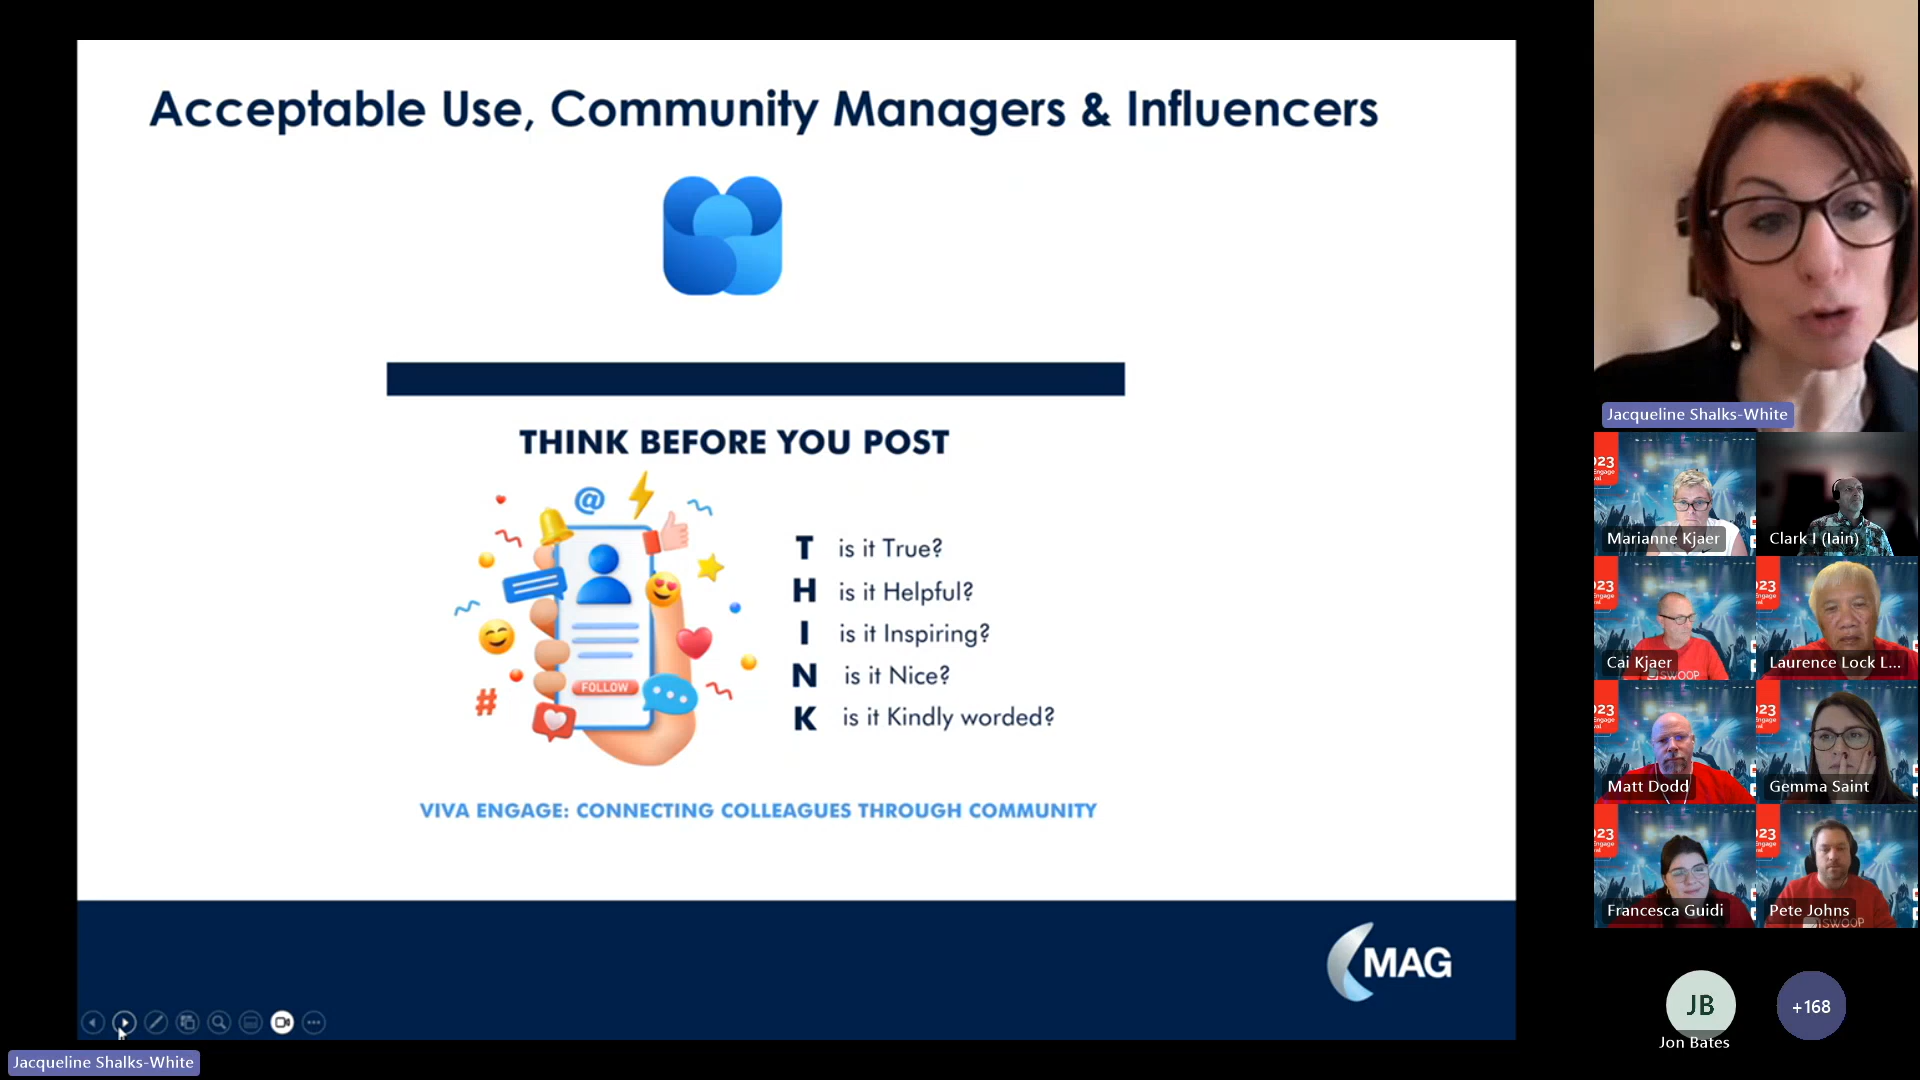 Acceptable Use, Community Managers & Influencers
THINK BEFORE YOU POST
@
#
FOLLOW
T is it True?
H is it Helpful?
I is it Inspiring?
N is it Nice?
K is it Kindly worded?
VIVA ENGAGE: CONNECTING COLLEAGUES THROUGH COMMUNITY
MAG
Jacqueline Shalks-White
Jacqueline Shalks-White
Marianne Kjaer
Clark I (Iain)
Cai Kjaer
SWOOP
Laurence Lock L...
Matt Dodd
Gemma Saint
Francesca Guidi
Pete Johns
SWOOP
JB
Jon Bates
+168